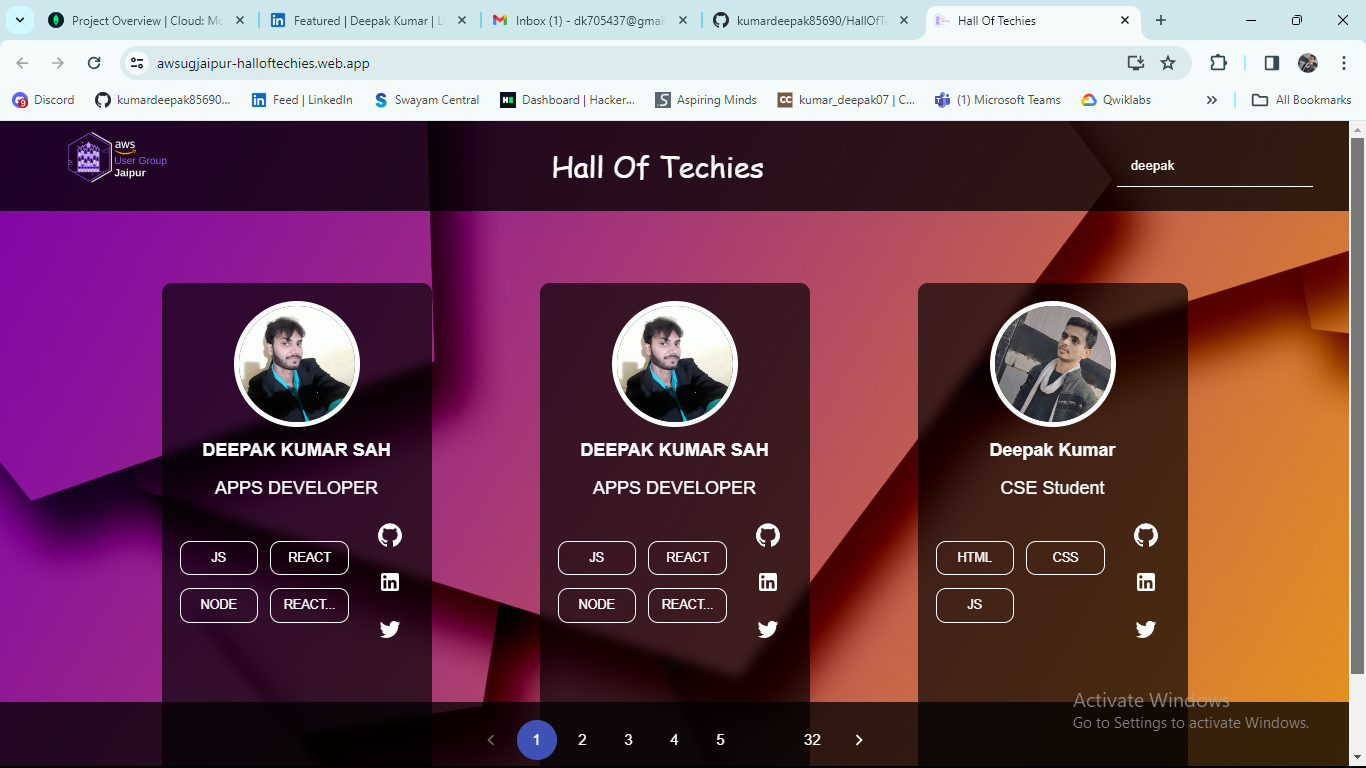 Project Overview | Cloud: Mo
Featured | Deepak Kumar | Li
Inbox (1) - dk705437@gmai
kumardeepak85690/HallOfT
Hall Of Techies
awsugjaipur-halloftechies.web.app
Discord
kumardeepak85690...
Feed | LinkedIn
Swayam Central
Dashboard | Hacker...
Aspiring Minds
kumar_deepak07 | C...
(1) Microsoft Teams
Qwiklabs
All Bookmarks
aws
User Group
Jaipur
Hall Of Techies
deepak
DEEPAK KUMAR SAH
APPS DEVELOPER
JS REACT
NODE REACT...
DEEPAK KUMAR SAH
APPS DEVELOPER
JS REACT
NODE REACT...
Deepak Kumar
CSE Student
HTML CSS
JS
Activate Windows
Go to Settings to activate Windows.
1 2 3 4 5 32